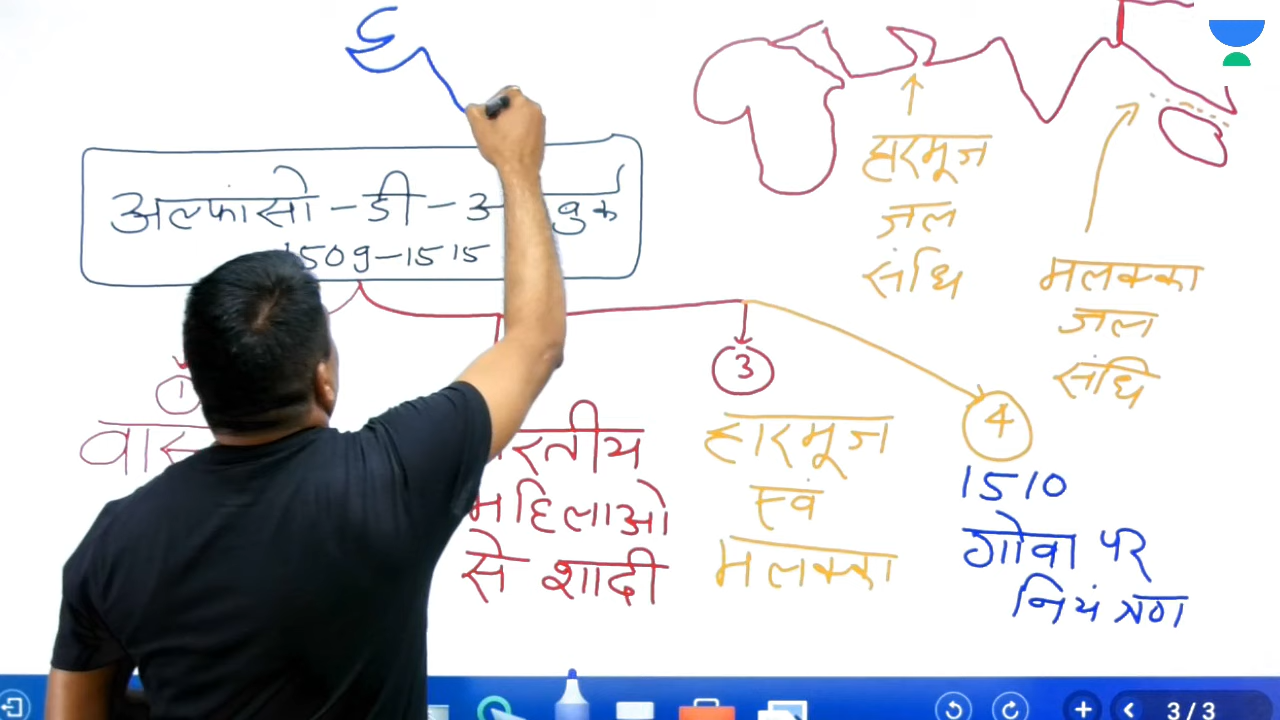 अल्फांसो-डी-अ
1509-1515
1
वास
रतीय
महिलाओ
से शादी
3
हारमूज
एवं
मलक्का
4
1510
गोवा पर
नियंत्रण
हारमूज
जल
संधि
मलक्का
जल
संधि
3 / 3